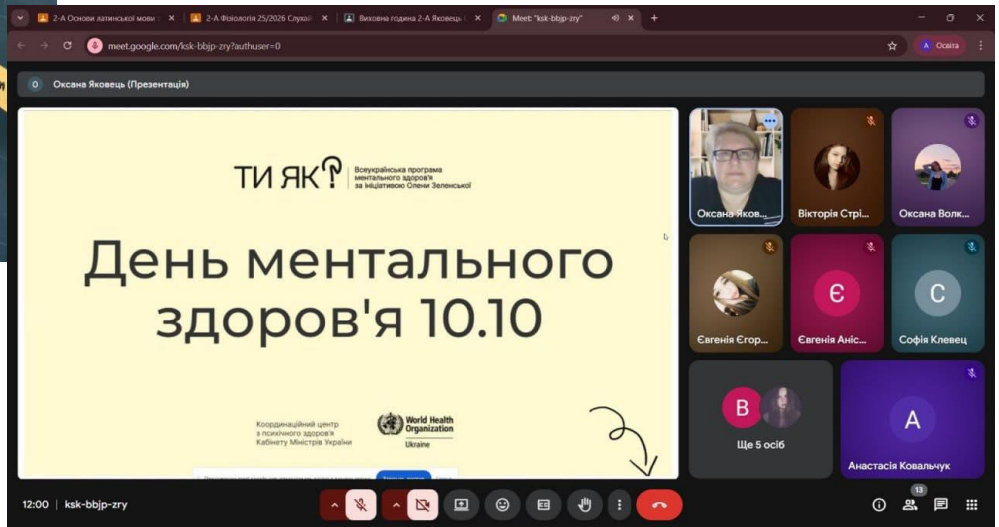 2-А Основи латинської мови
2-А Фізіологія 25/2026 Слухай
Виховна година 2-А Яковець
Meet: "ksk-bbjp-zry"
meet.google.com/ksk-bbjp-zry?authuser=0
А Освіта
О Оксана Яковець (Презентація)
ТИ ЯК?
Всеукраїнська програма
ментального здоров'я
за ініціативою Олени Зеленської
День ментального
здоров'я 10.10
Координаційний центр
з психічного здоров'я
Кабінету Міністрів України
World Health
Organization
Ukraine
Оксана Яков...
Вікторія Стрі...
Оксана Волк...
Євгенія Єгор...
Є
Євгенія Аніс...
С
Софія Клевец
В
Ще 5 осіб
А
Анастасія Ковальчук
12:00 | ksk-bbjp-zry
13